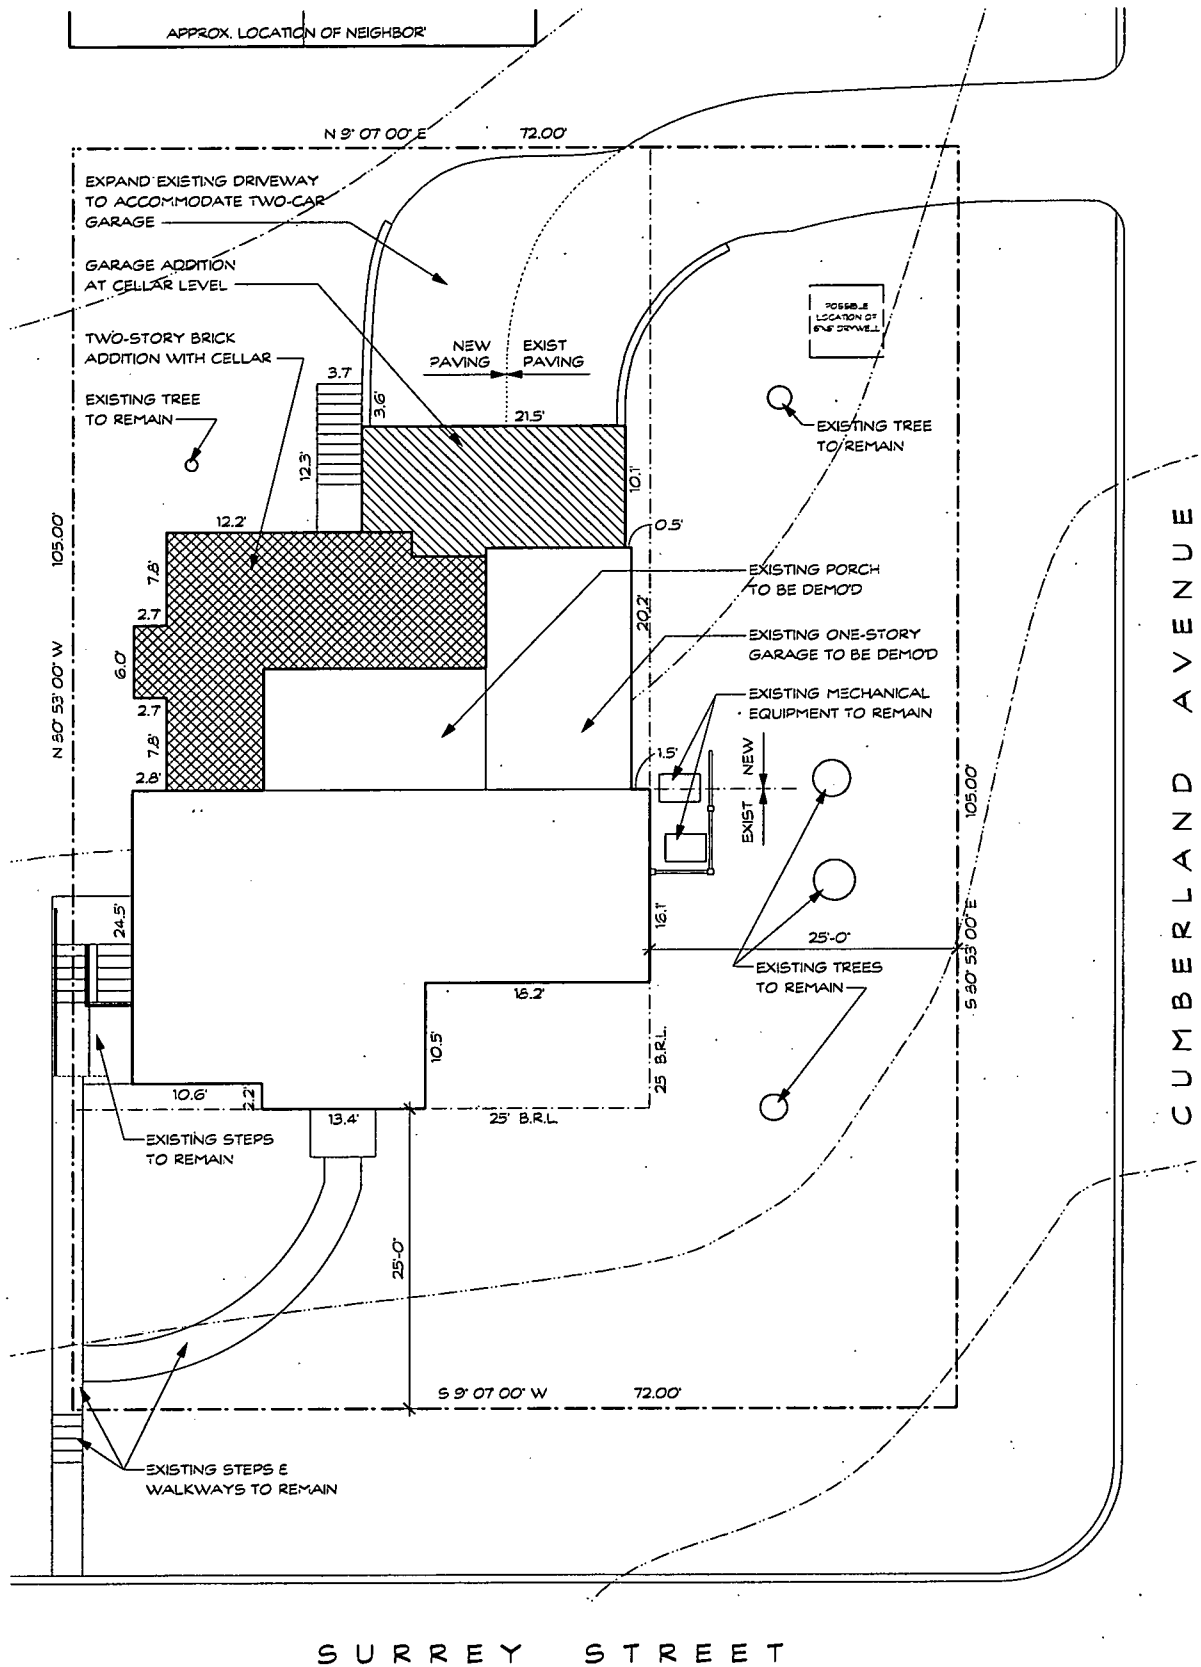 APPROX. LOCATION OF NEIGHBOR'
N 9° 07' 00" E
72.00'
EXPAND EXISTING DRIVEWAY
TO ACCOMMODATE TWO-CAR
GARAGE
GARAGE ADDITION
AT CELLAR LEVEL
POSSIBLE
LOCATION OF
DRYWELL
TWO-STORY BRICK
ADDITION WITH CELLAR
NEW
PAVING
EXIST
PAVING
3.7'
3.6'
EXISTING TREE
TO REMAIN
21.5'
EXISTING TREE
TO REMAIN
12.3'
10.1'
12.2'
0.5'
105.00'
N 80° 53' 00" W
7.8'
EXISTING PORCH
TO BE DEMO'D
2.7'
20.2'
EXISTING ONE-STORY
GARAGE TO BE DEMO'D
6.0'
EXISTING MECHANICAL
EQUIPMENT TO REMAIN
2.7'
7.8'
1.5'
NEW
EXIST
2.8'
105.00'
S 80° 53' 00" E
CUMBERLAND AVENUE
24.5'
16.1'
25'-0"
EXISTING TREES
TO REMAIN
18.2'
10.5'
25' B.R.L.
10.6'
2.2'
13.4'
25' B.R.L.
EXISTING STEPS
TO REMAIN
25'-0"
S 9° 07' 00" W
72.00'
EXISTING STEPS &
WALKWAYS TO REMAIN
SURREY STREET